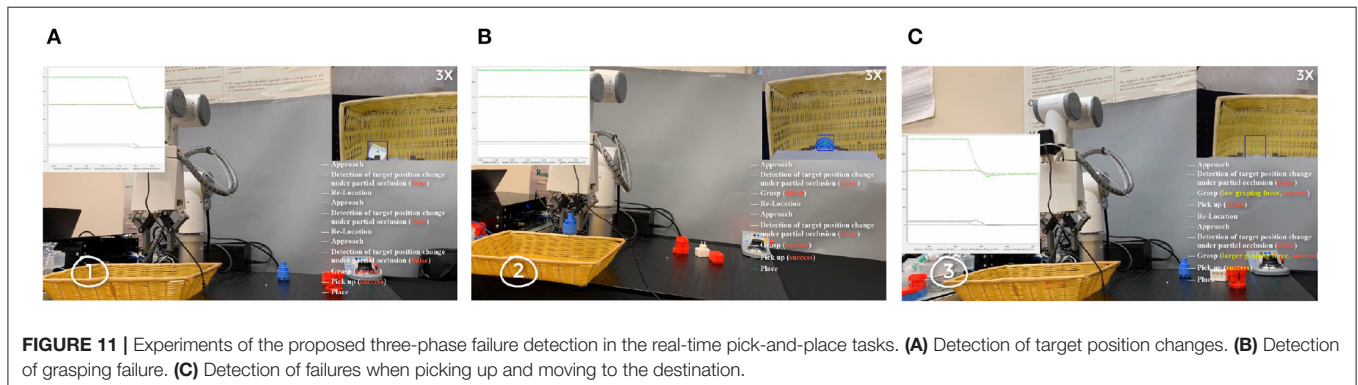 A
B
C
3X
— Approach
— Detection of target position change
under partial occlusion (True)
— Re-Location
— Approach
— Detection of target position change
under partial occlusion (True)
— Re-Location
— Approach
— Detection of target position change
under partial occlusion (False)
— Grasp (success)
— Pick up (success)
— Place
1
3X
— Approach
— Detection of target position change
under partial occlusion (False)
— Grasp (failed)
— Re-Location
— Approach
— Detection of target position change
under partial occlusion (False)
— Grasp (success)
— Pick up (success)
— Place
2
3X
— Approach
— Detection of target position change
under partial occlusion (False)
— Grasp (low graping force, success)
— Pick up (failed)
— Re-Location
— Approach
— Detection of target position change
under partial occlusion (False)
— Grasp (larger graping force, success)
— Pick up (success)
— Place
3
FIGURE 11 | Experiments of the proposed three-phase failure detection in the real-time pick-and-place tasks. (A) Detection of target position changes. (B) Detection
of grasping failure. (C) Detection of failures when picking up and moving to the destination.